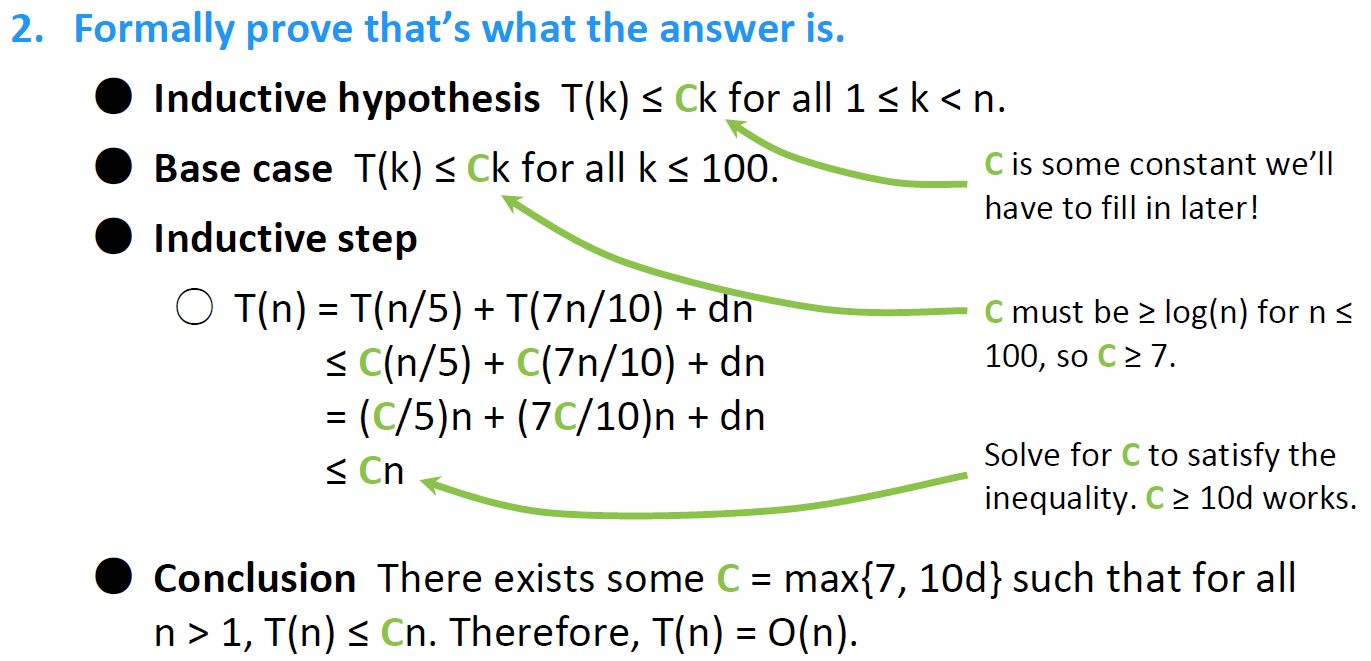 2. Formally prove that's what the answer is.
● Inductive hypothesis T(k) ≤ Ck for all 1 ≤ k < n.
● Base case T(k) ≤ Ck for all k ≤ 100.
C is some constant we'll
have to fill in later!
● Inductive step
○ T(n) = T(n/5) + T(7n/10) + dn
≤ C(n/5) + C(7n/10) + dn
= (C/5)n + (7C/10)n + dn
≤ Cn
C must be ≥ log(n) for n ≤
100, so C ≥ 7.
Solve for C to satisfy the
inequality. C ≥ 10d works.
● Conclusion There exists some C = max{7, 10d} such that for all
n > 1, T(n) ≤ Cn. Therefore, T(n) = O(n).